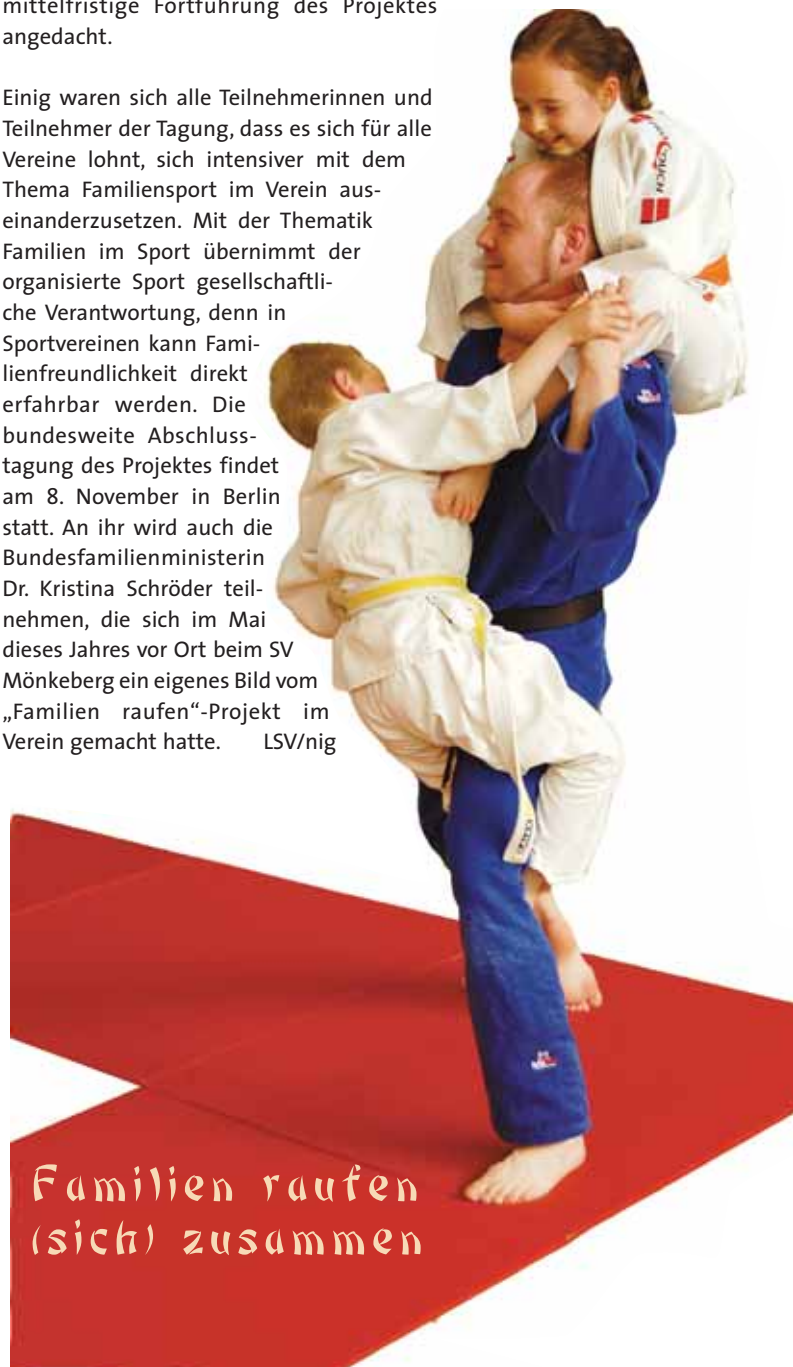 mittelfristige Fortführung des Projektes
angedacht.
Einig waren sich alle Teilnehmerinnen und
Teilnehmer der Tagung, dass es sich für alle
Vereine lohnt, sich intensiver mit dem
Thema Familiensport im Verein aus-
einanderzusetzen. Mit der Thematik
Familien im Sport übernimmt der
organisierte Sport gesellschaftli-
che Verantwortung, denn in
Sportvereinen kann Fami-
lienfreundlichkeit direkt
erfahrbar werden. Die
bundesweite Abschluss-
tagung des Projektes findet
am 8. November in Berlin
statt. An ihr wird auch die
Bundesfamilienministerin
Dr. Kristina Schröder teil-
nehmen, die sich im Mai
dieses Jahres vor Ort beim SV
Mönkeberg ein eigenes Bild vom
„Familien raufen“-Projekt im
Verein gemacht hatte. LSV/nig
Familien raufen
(sich) zusammen